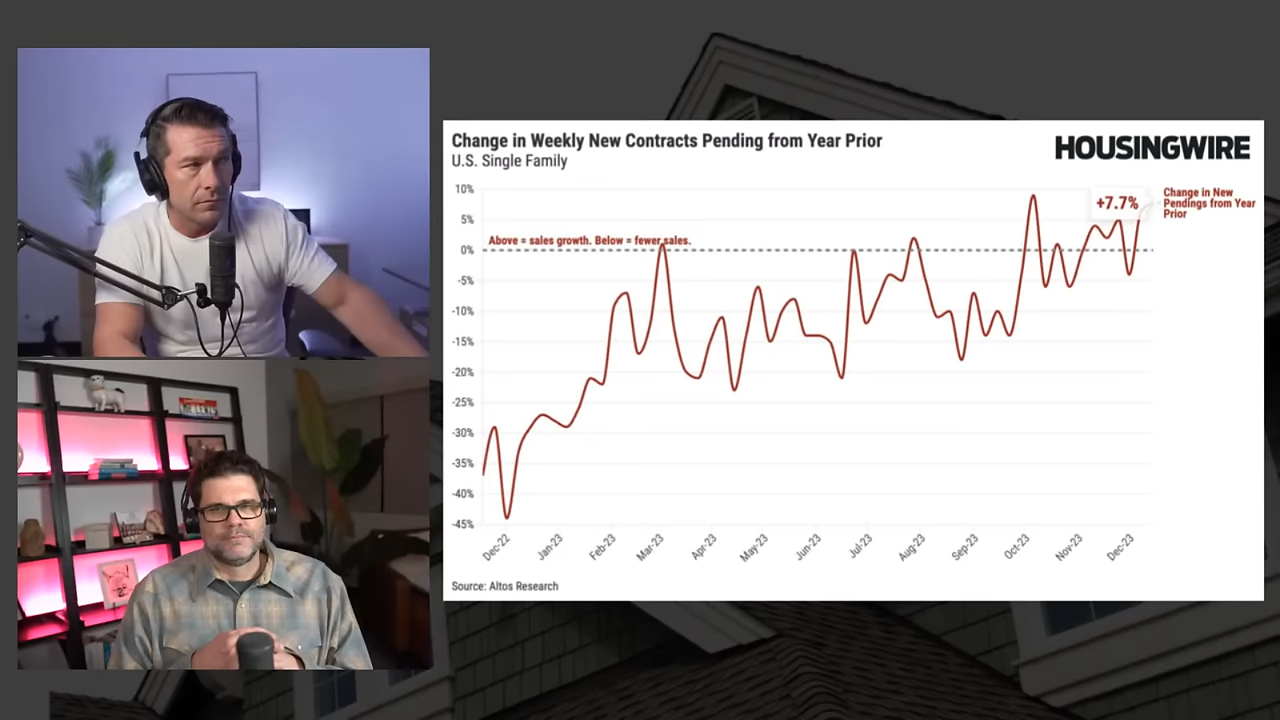 Change in Weekly New Contracts Pending from Year Prior
U.S. Single Family
HOUSINGWIRE
10%
5%
0%
-5%
-10%
-15%
-20%
-25%
-30%
-35%
-40%
-45%
Above = sales growth. Below = fewer sales.
+7.7%
Change in New
Pendings from Year
Prior
Dec-22
Jan-23
Feb-23
Mar-23
Apr-23
May-23
Jun-23
Jul-23
Aug-23
Sep-23
Oct-23
Nov-23
Dec-23
Source: Altos Research